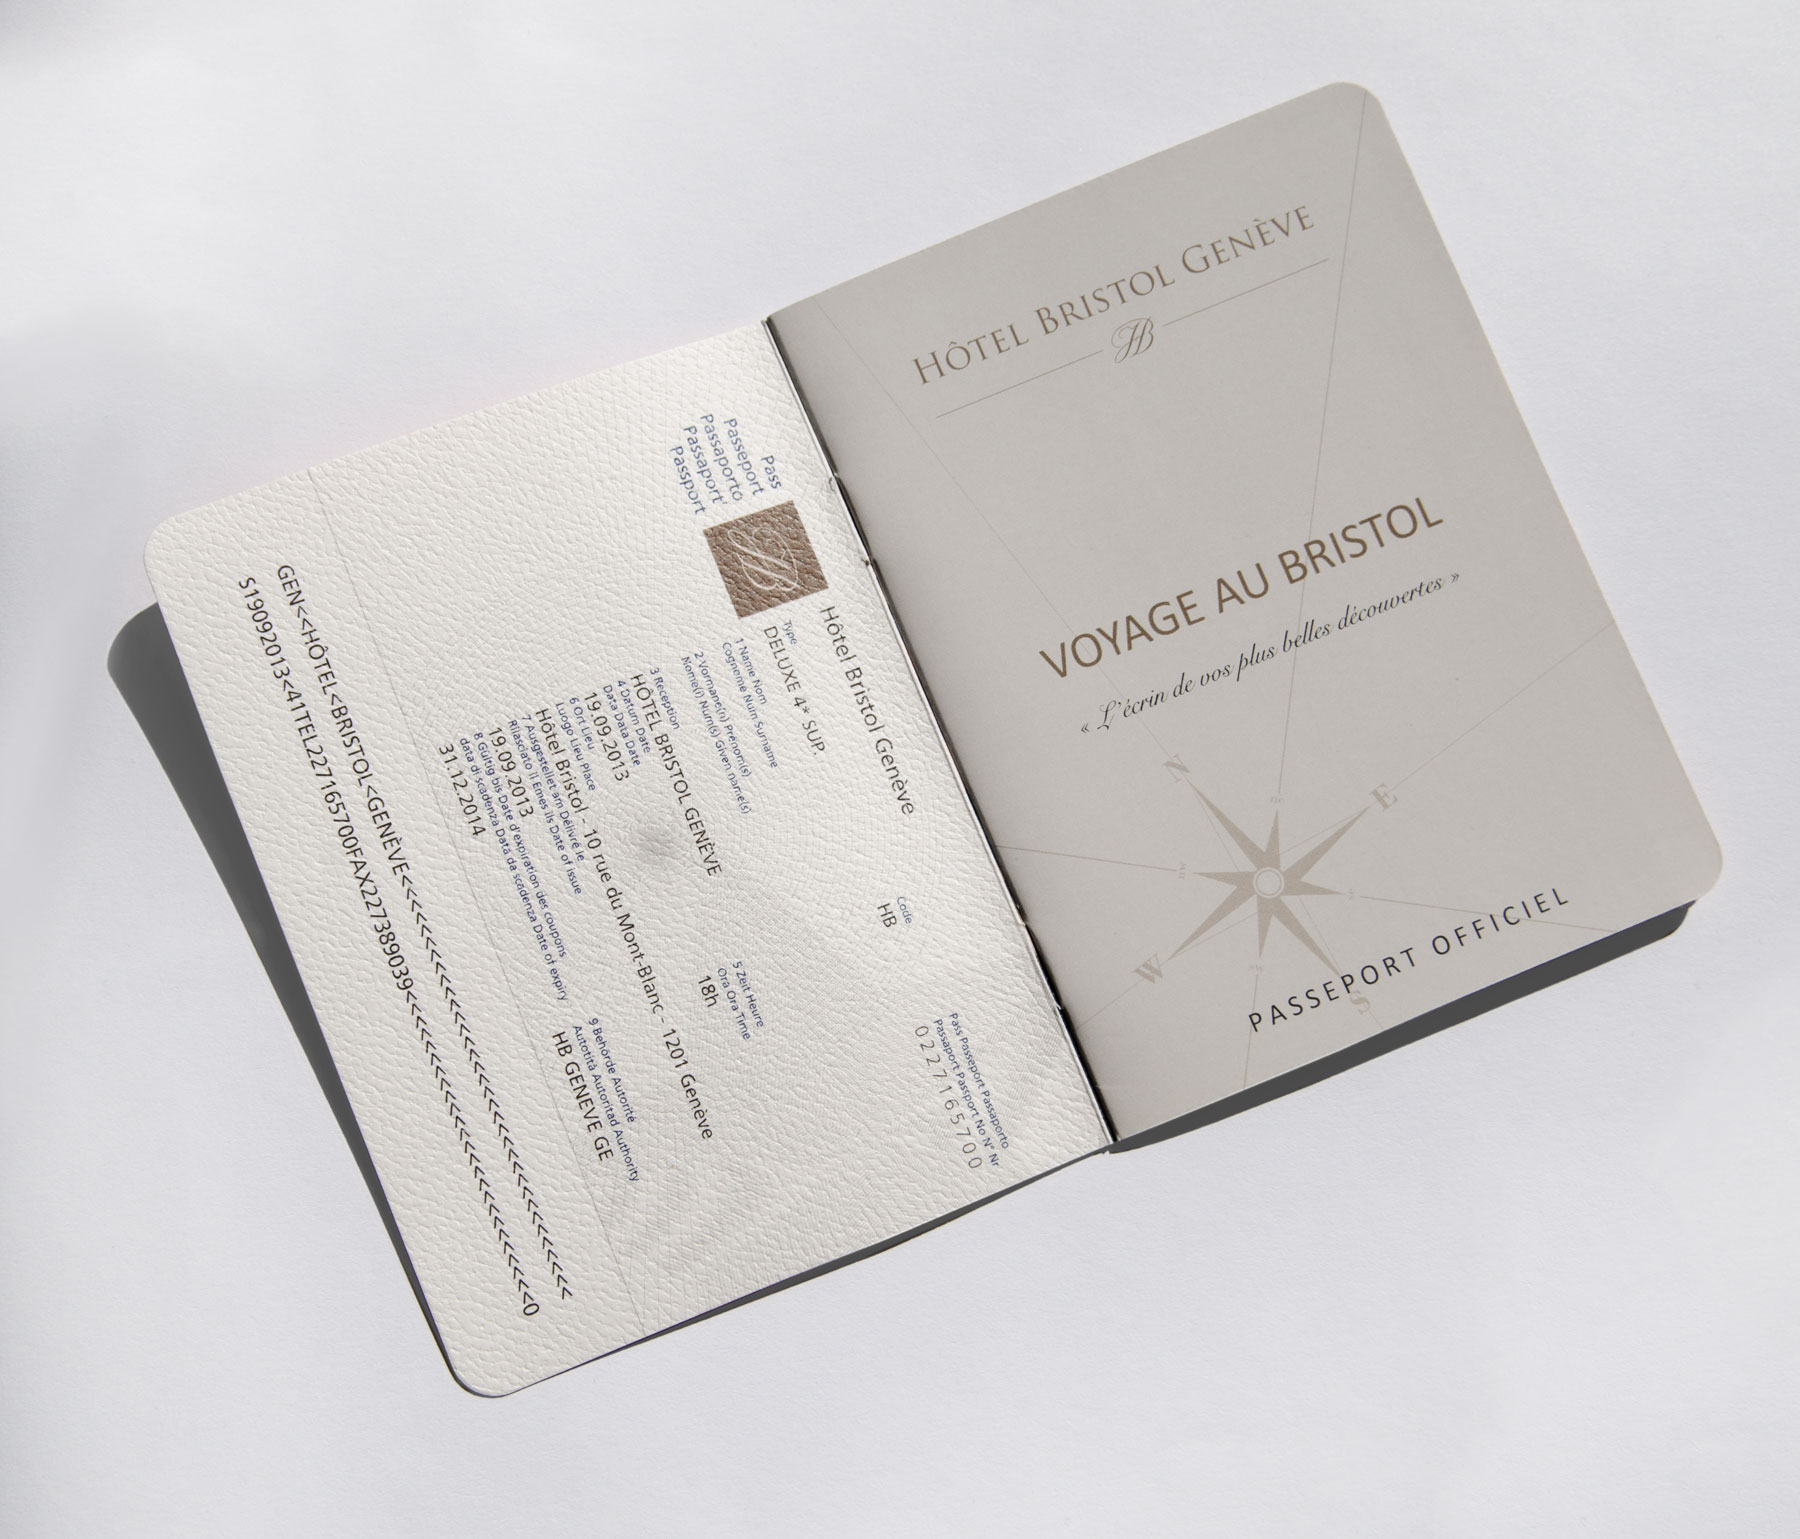 Pass
Passeport
Passaporto
Passaport
Passport
Hôtel Bristol Genève
Type
DELUXE 4* SUP.
Code
HB
Pass Passeport Passaporto
Passaport Passport No N° Nr
0227165700
1 Name Nom
Cogneme Num Surname
2 Vormane(n) Prénom(s)
Nome(i) Num(s) Given name(s)
3 Reception
HÔTEL BRISTOL GENÈVE
4 Datum Date
Data Data Date
19.09.2013
5 Zeit Heure
Ora Ora Time
18h
6 Ort Lieu
Luogo Lieu Place
Hôtel Bristol - 10 rue du Mont-Blanc - 1201 Genève
7 Ausgestellet am Délivré le
Rilasciato il Emes ils Date of issue
19.09.2013
8 Gültig bis Date d'expiration des coupons
data di scadenza Data da scadenza Date of expiry
31.12.2014
9 Behörde Autorité
Autotità Autoritad Authority
HB GENEVE GE
GEN<<HÔTEL<BRISTOL<GENÈVE<<<<<<<<<<<<<<<<<<<<<<<<<<<<<<
S19092013<41TEL227165700FAX227389039<<<<<<<<<<<<<<<<<<<<<<<0
HÔTEL BRISTOL GENÈVE
HB
VOYAGE AU BRISTOL
« L'écrin de vos plus belles découvertes »
N
E
W
S
PASSEPORT OFFICIEL